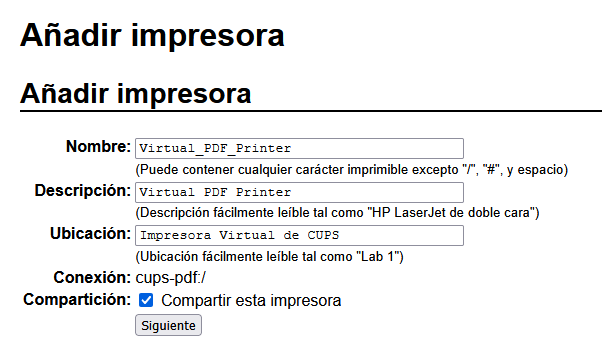 Añadir impresora
Añadir impresora
Nombre: Virtual_PDF_Printer
(Puede contener cualquier carácter imprimible excepto "/", "#", y espacio)
Descripción: Virtual PDF Printer
(Descripción fácilmente leíble tal como "HP LaserJet de doble cara")
Ubicación: Impresora Virtual de CUPS
(Ubicación fácilmente leíble tal como "Lab 1")
Conexión: cups-pdf:/
Compartición: Compartir esta impresora
Siguiente